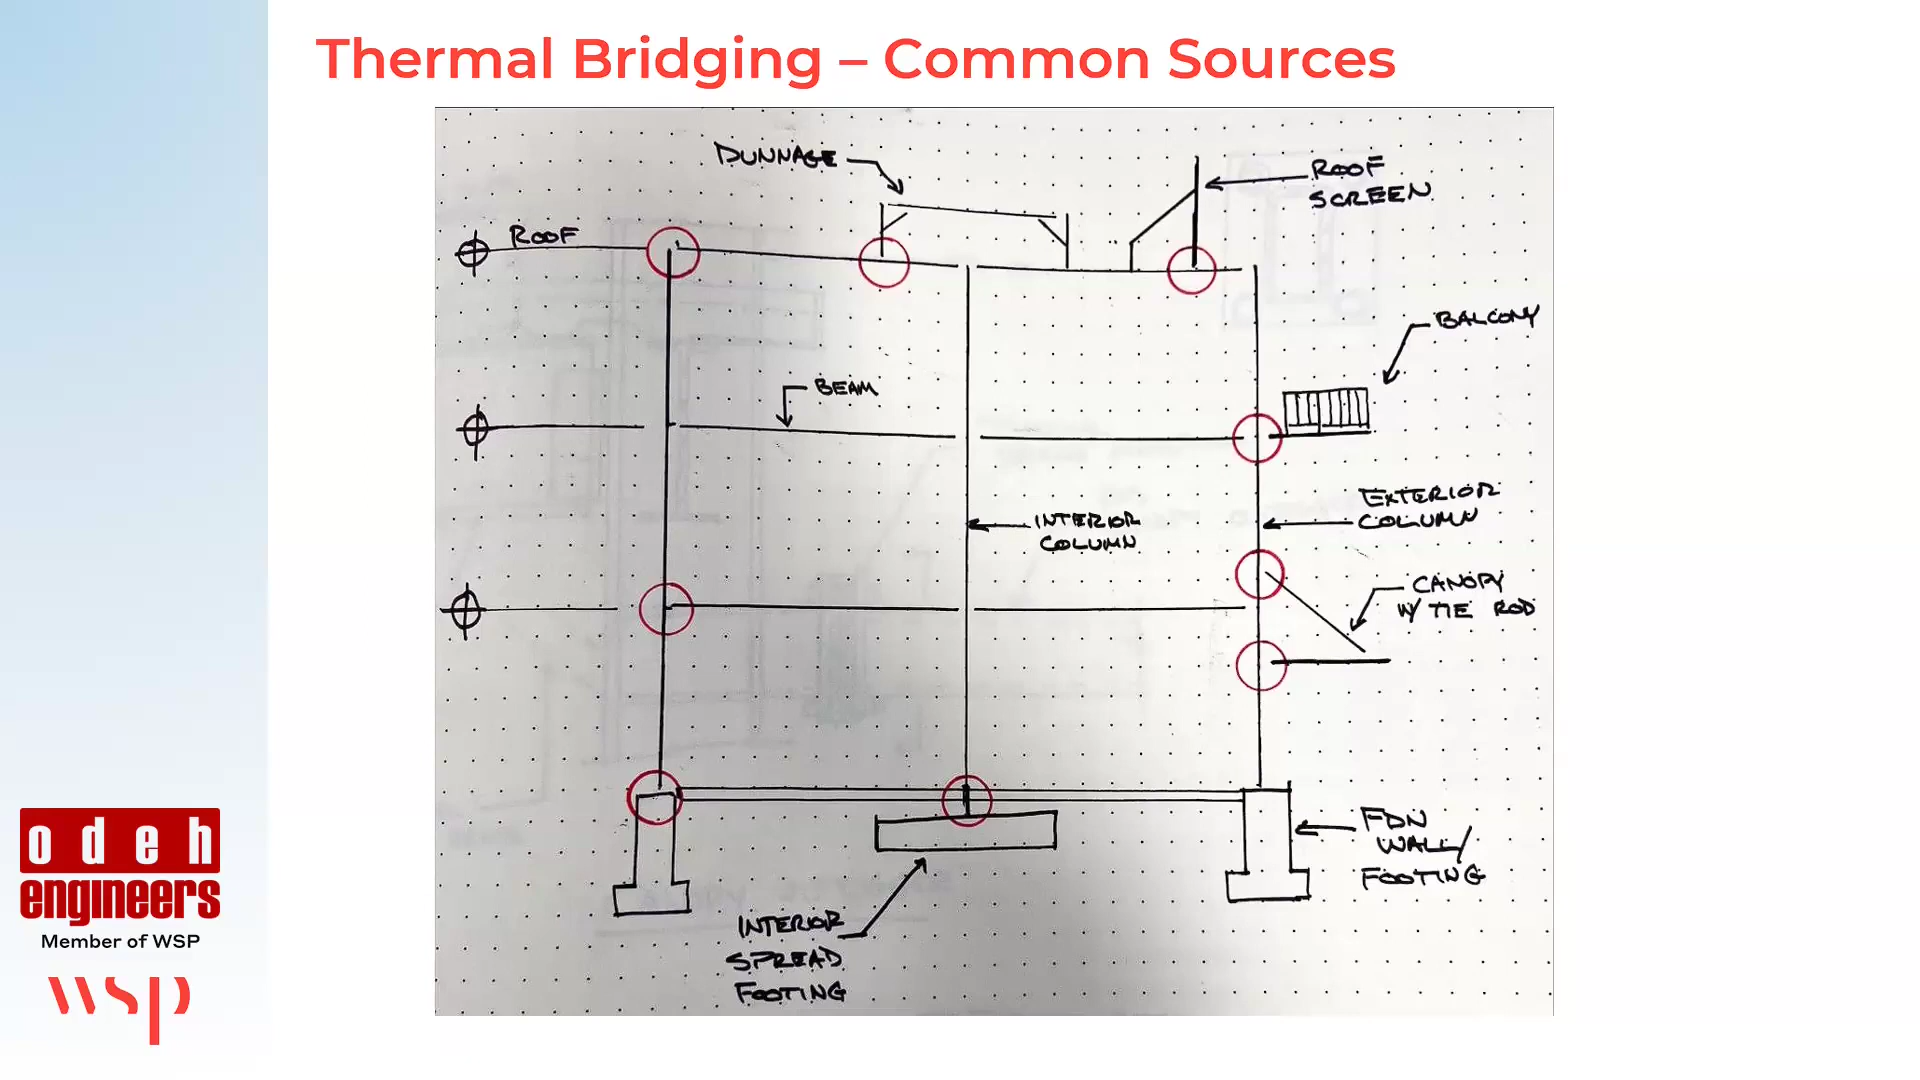 Thermal Bridging – Common Sources
DUNNAGE
ROOF
SCREEN
ROOF
BALCONY
BEAM
EXTERIOR
COLUMN
INTERIOR
COLUMN
CANOPY
W/ TIE ROD
FDN
WALL/
FOOTING
INTERIOR
SPREAD
FOOTING
odeh
engineers
Member of WSP
wsp